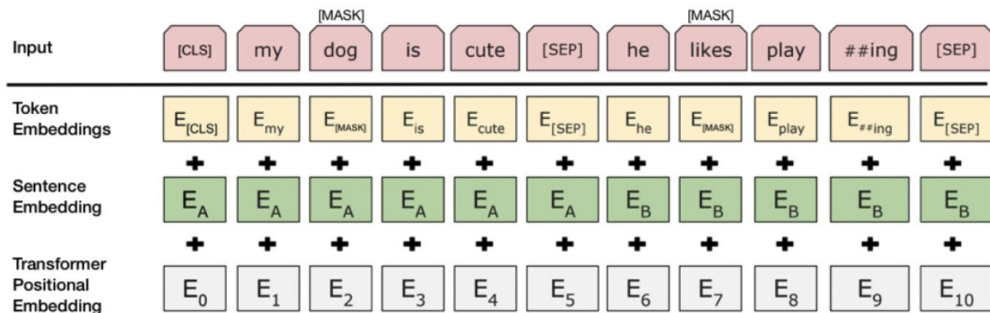 [MASK] [MASK]
Input [CLS] my dog is cute [SEP] he likes play ##ing [SEP]
Token
Embeddings
E[CLS] Emy E[MASK] Eis Ecute E[SEP] Ehe E[MASK] Eplay E##ing E[SEP]
+ + + + + + + + + + +
Sentence
Embedding
EA EA EA EA EA EA EB EB EB EB EB
+ + + + + + + + + + +
Transformer
Positional
Embedding
E0 E1 E2 E3 E4 E5 E6 E7 E8 E9 E10